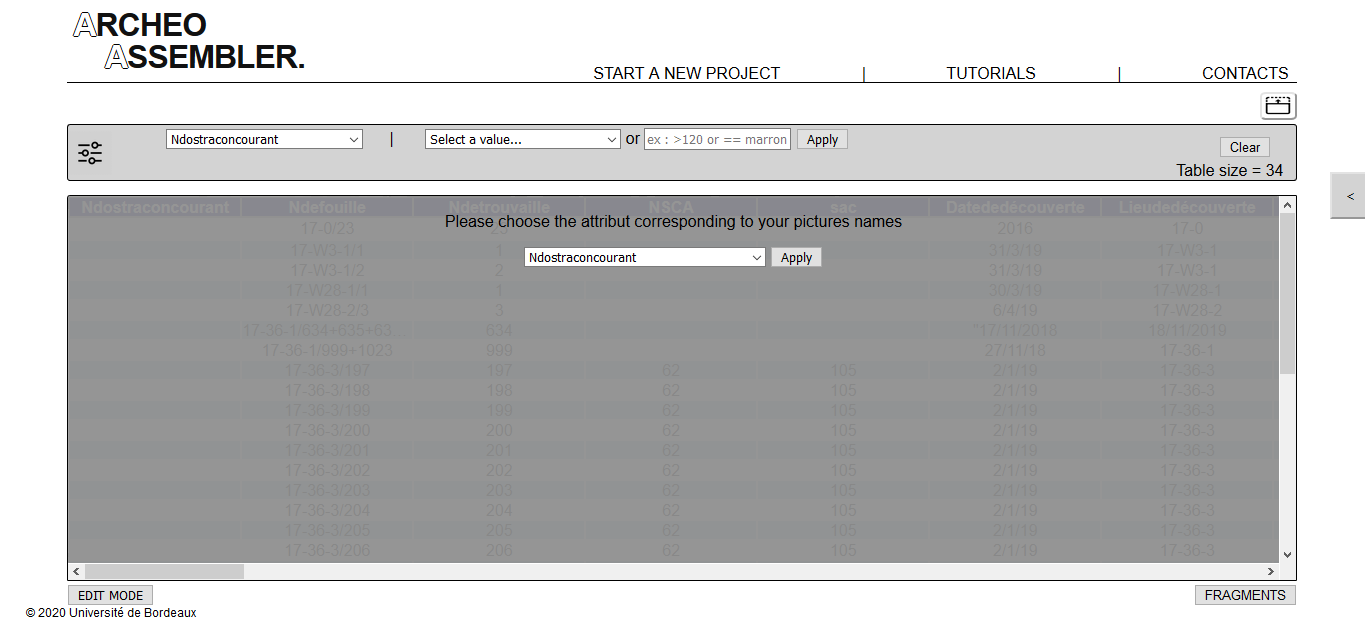 ARCHEO
ASSEMBLER.
START A NEW PROJECT | TUTORIALS | CONTACTS
Ndostraconcourant | Select a value... or ex : >120 or == marron Apply
Clear
Table size = 34
<
Ndostraconcourant Ndefouille Ndetrouvaille NSCA sac Datededécouverte Lieudedécouverte
Please choose the attribut corresponding to your pictures names
17-0/23 2016 17-0
17-W3-1/1 1 31/3/19 17-W3-1
Ndostraconcourant Apply
17-W3-1/2 2 31/3/19 17-W3-1
17-W28-1/1 1 30/3/19 17-W28-1
17-W28-2/3 3 6/4/19 17-W28-2
17-36-1/634+635+63... 634 "17/11/2018 18/11/2019
17-36-1/999+1023 999 27/11/18 17-36-1
17-36-3/197 197 62 105 2/1/19 17-36-3
17-36-3/198 198 62 105 2/1/19 17-36-3
17-36-3/199 199 62 105 2/1/19 17-36-3
17-36-3/200 200 62 105 2/1/19 17-36-3
17-36-3/201 201 62 105 2/1/19 17-36-3
17-36-3/202 202 62 105 2/1/19 17-36-3
17-36-3/203 203 62 105 2/1/19 17-36-3
17-36-3/204 204 62 105 2/1/19 17-36-3
17-36-3/205 205 62 105 2/1/19 17-36-3
17-36-3/206 206 62 105 2/1/19 17-36-3
EDIT MODE FRAGMENTS
© 2020 Université de Bordeaux